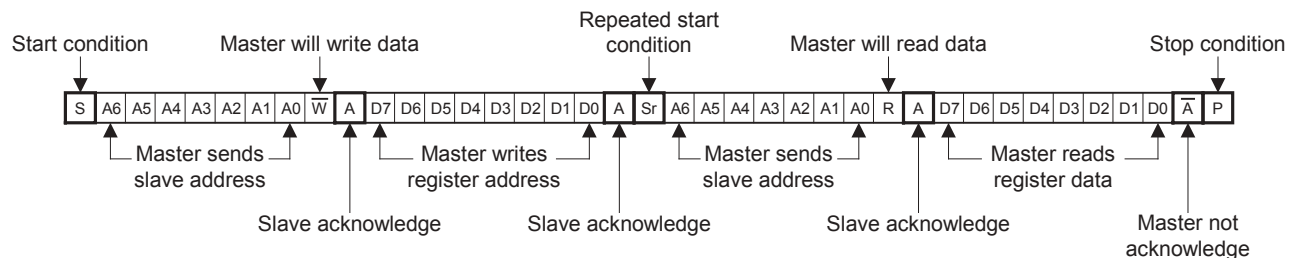 Repeated start
condition
Start condition
Master will write data
Master will read data
Stop condition
S A6 A5 A4 A3 A2 A1 A0 W̅ A D7 D6 D5 D4 D3 D2 D1 D0 A Sr A6 A5 A4 A3 A2 A1 A0 R A D7 D6 D5 D4 D3 D2 D1 D0 A̅ P
Master sends
slave address
Master writes
register address
Master sends
slave address
Master reads
register data
Slave acknowledge
Slave acknowledge
Slave acknowledge
Master not
acknowledge